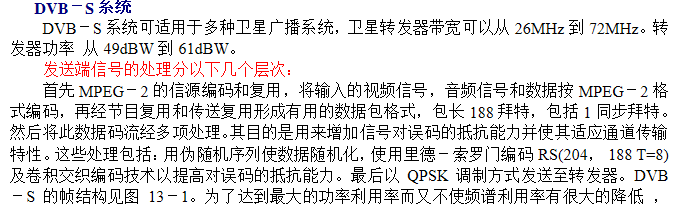 DVB－S 系统
DVB－S 系统可适用于多种卫星广播系统，卫星转发器带宽可以从 26MHz 到 72MHz。转
发器功率 从 49dBW 到 61dBW。
发送端信号的处理分以下几个层次：
首先 MPEG－2 的信源编码和复用，将输入的视频信号，音频信号和数据按 MPEG－2 格
式编码，再经节目复用和传送复用形成有用的数据包格式，包长 188 拜特，包括 1 同步拜特。
然后将此数据码流经多项处理。其目的是用来增加信号对误码的抵抗能力并使其适应通道传输
特性。这些处理包括：用伪随机序列使数据随机化，使用里德－索罗门编码 RS(204， 188 T=8)
及卷积交织编码技术以提高对误码的抵抗能力。最后以 QPSK 调制方式发送至转发器。DVB
－S 的帧结构见图 13－1。为了达到最大的功率利用率而又不使频谱利用率有很大的降低 ，